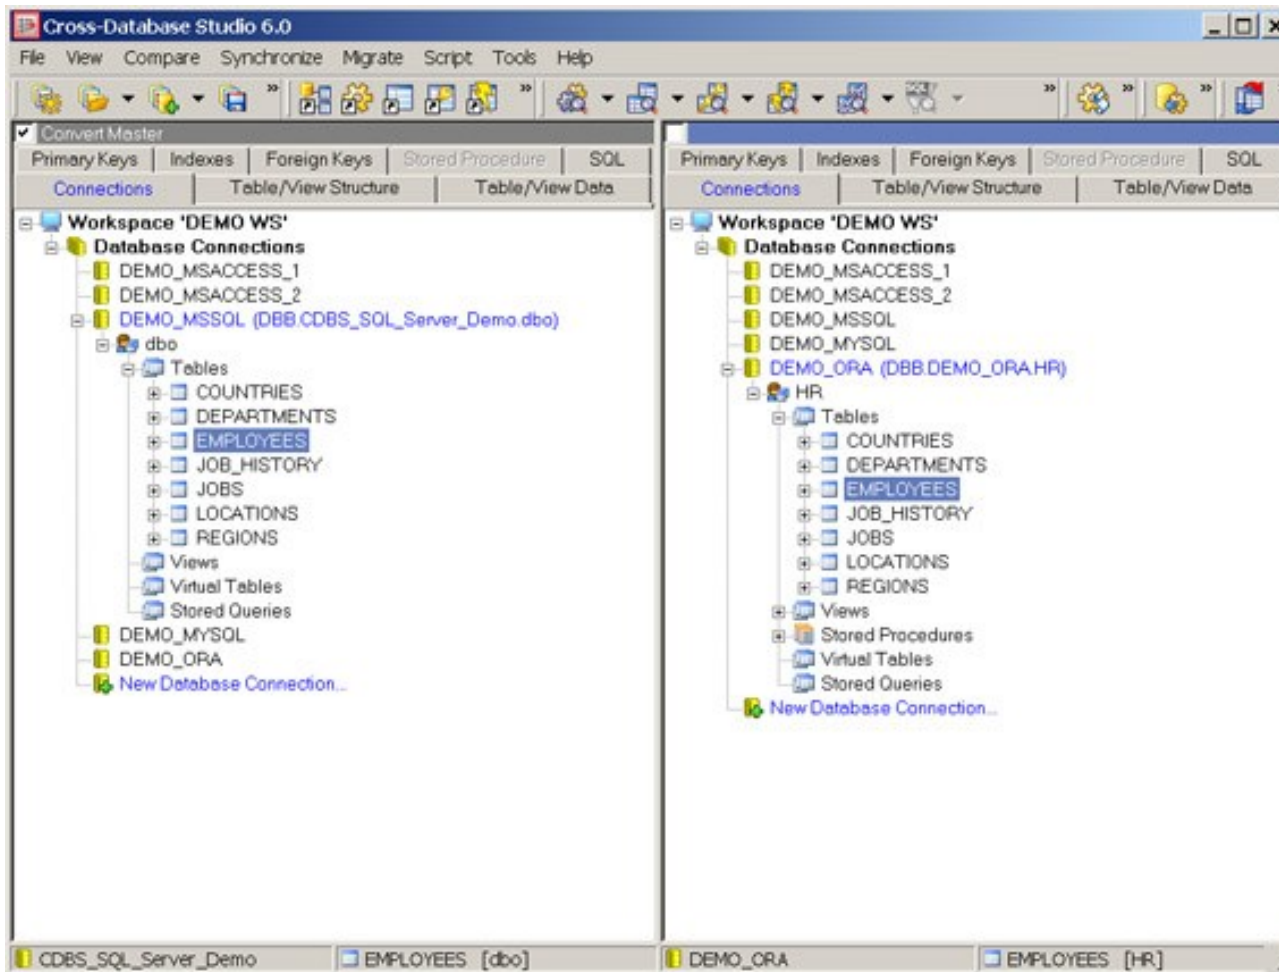 Cross-Database Studio 6.0
File View Compare Synchronize Migrate Script Tools Help
Convert Master
Primary Keys Indexes Foreign Keys Stored Procedure SQL
Connections Table/View Structure Table/View Data
Workspace 'DEMO WS'
Database Connections
DEMO_MSACCESS_1
DEMO_MSACCESS_2
DEMO_MSSQL (DBB.CDBS_SQL_Server_Demo.dbo)
dbo
Tables
COUNTRIES
DEPARTMENTS
EMPLOYEES
JOB_HISTORY
JOBS
LOCATIONS
REGIONS
Views
Virtual Tables
Stored Queries
DEMO_MYSQL
DEMO_ORA
New Database Connection...
CDBS_SQL_Server_Demo EMPLOYEES [dbo]
Primary Keys Indexes Foreign Keys Stored Procedure SQL
Connections Table/View Structure Table/View Data
Workspace 'DEMO WS'
Database Connections
DEMO_MSACCESS_1
DEMO_MSACCESS_2
DEMO_MSSQL
DEMO_MYSQL
DEMO_ORA (DBB.DEMO_ORA.HR)
HR
Tables
COUNTRIES
DEPARTMENTS
EMPLOYEES
JOB_HISTORY
JOBS
LOCATIONS
REGIONS
Views
Stored Procedures
Virtual Tables
Stored Queries
New Database Connection...
DEMO_ORA EMPLOYEES [HR]